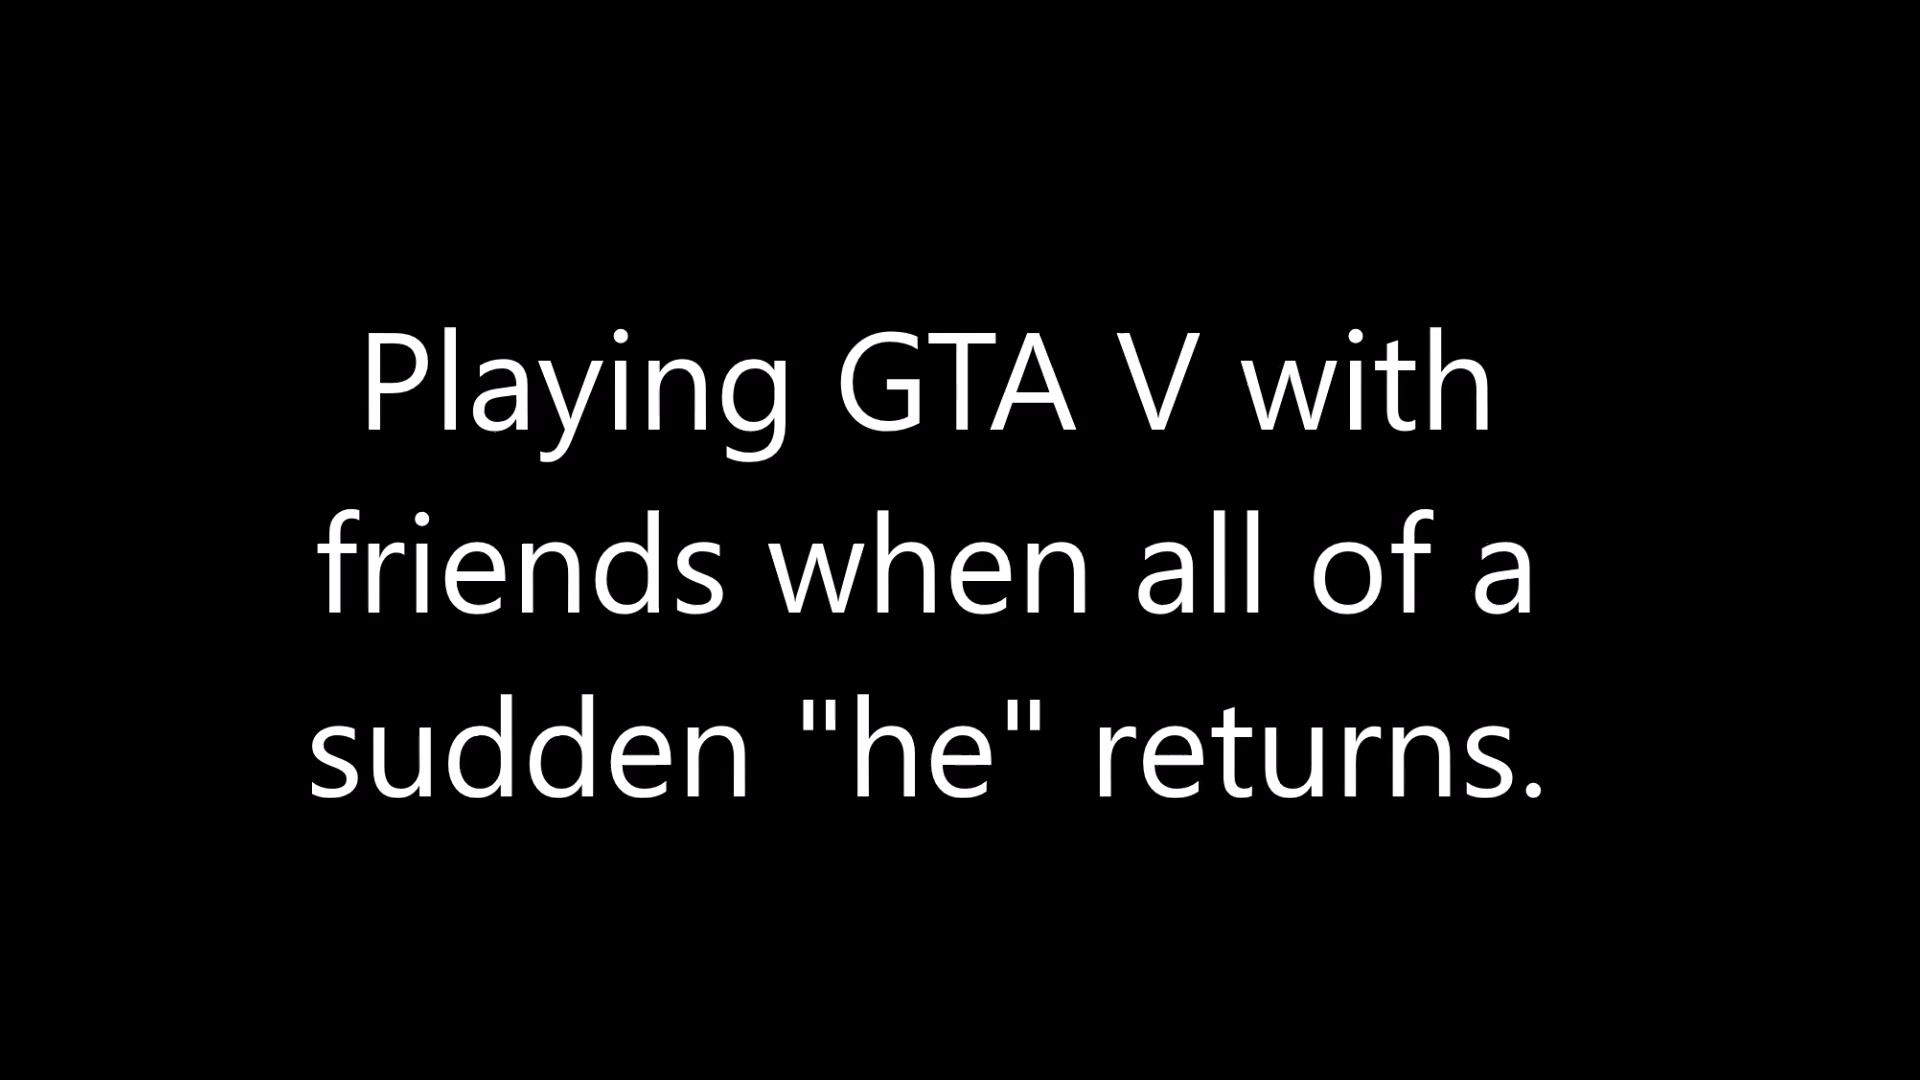 Playing GTA V with
friends when all of a
sudden "he" returns.